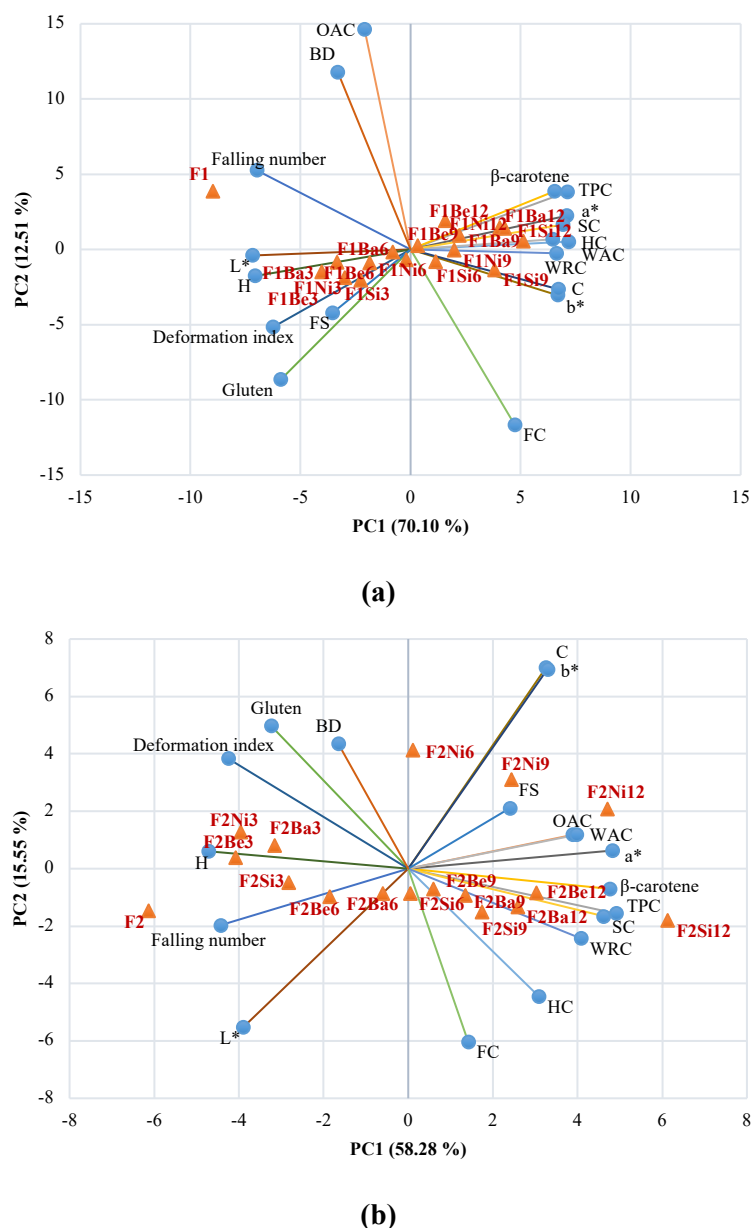 15
OAC
BD
10
Falling number
5
β-carotene
F1
TPC
F1Be12
a*
F1Ni12
F1Ba12
SC
F1Be9
F1Si12
HC
0
F1Ba6
F1Ba9
WAC
L*
F1Ni6
WRC
F1Ba3
F1Be6
F1Ni9
H
F1Si6
F1Si9
C
F1Ni3
F1Si3
b*
F1Be3
FS
-5
Deformation index
Gluten
-10
FC
-15
-15
-10
-5
0
5
10
15
PC2 (12.51 %)
PC1 (70.10 %)
(a)
8
C
b*
6
Gluten
BD
4
Deformation index
F2Ni6
F2Ni9
FS
F2Ni12
2
F2Ni3
OAC
WAC
F2Be3
F2Ba3
a*
H
0
F2Si3
F2Be9
β-carotene
F2Be12
F2
F2Be6
F2Ba6
F2Si6
F2Ba9
TPC
F2Ba12
SC
F2Si12
-2
Falling number
F2Si9
WRC
-4
HC
L*
-6
FC
-8
-8
-6
-4
-2
0
2
4
6
8
PC2 (15.55 %)
PC1 (58.28 %)
(b)